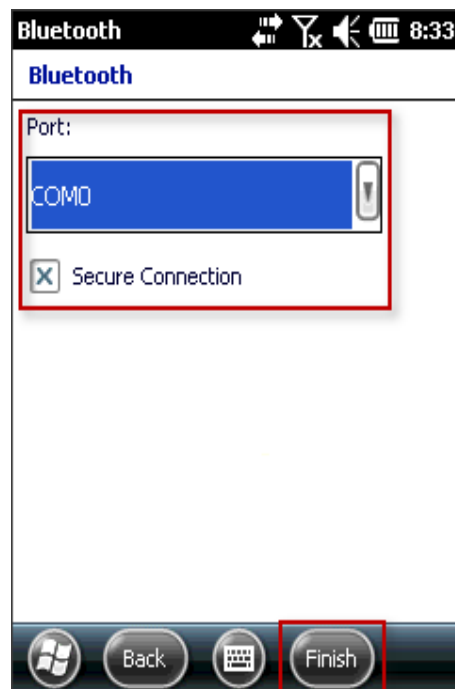 Bluetooth 8:33
Bluetooth
Port:
COM0
Secure Connection
Back Finish